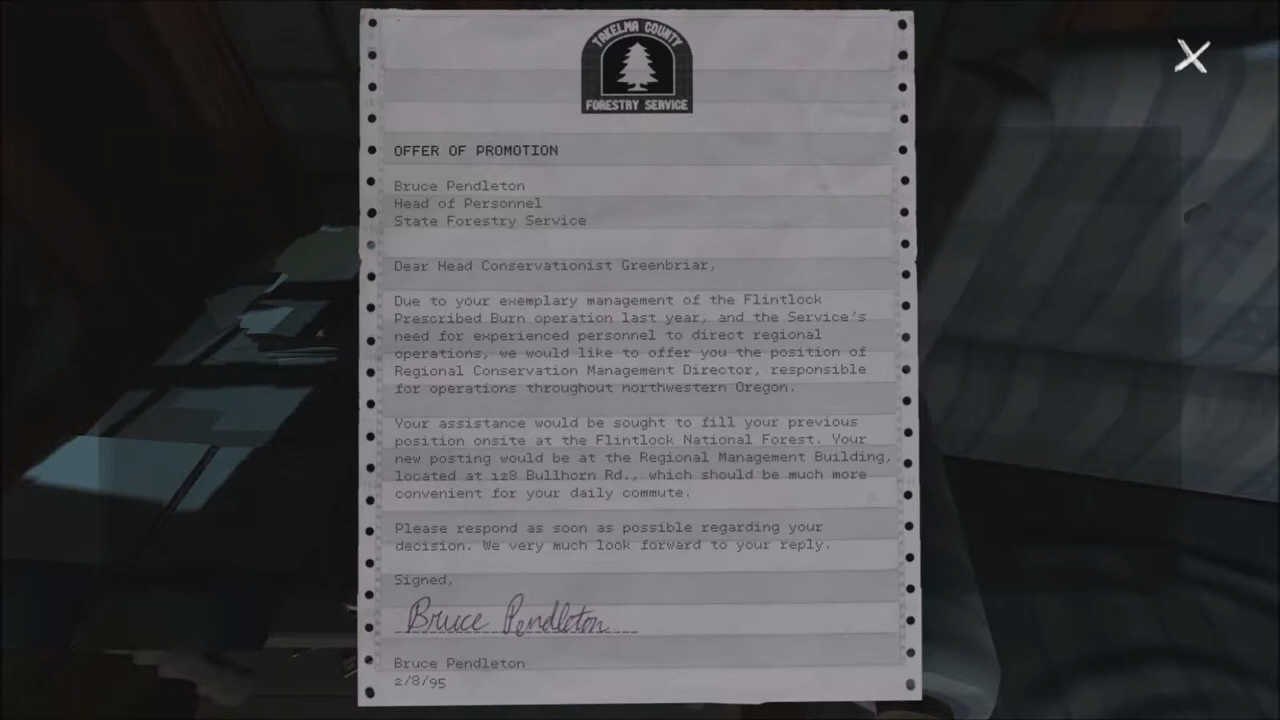 TAKELMA COUNTY
FORESTRY SERVICE
OFFER OF PROMOTION
Bruce Pendleton
Head of Personnel
State Forestry Service
Dear Head Conservationist Greenbriar,
Due to your exemplary management of the Flintlock
Prescribed Burn operation last year, and the Service's
need for experienced personnel to direct regional
operations, we would like to offer you the position of
Regional Conservation Management Director, responsible
for operations throughout northwestern Oregon.
Your assistance would be sought to fill your previous
position onsite at the Flintlock National Forest. Your
new posting would be at the Regional Management Building,
located at 128 Bullhorn Rd., which should be much more
convenient for your daily commute.
Please respond as soon as possible regarding your
decision. We very much look forward to your reply.
Signed,
Bruce Pendleton
Bruce Pendleton
2/8/95